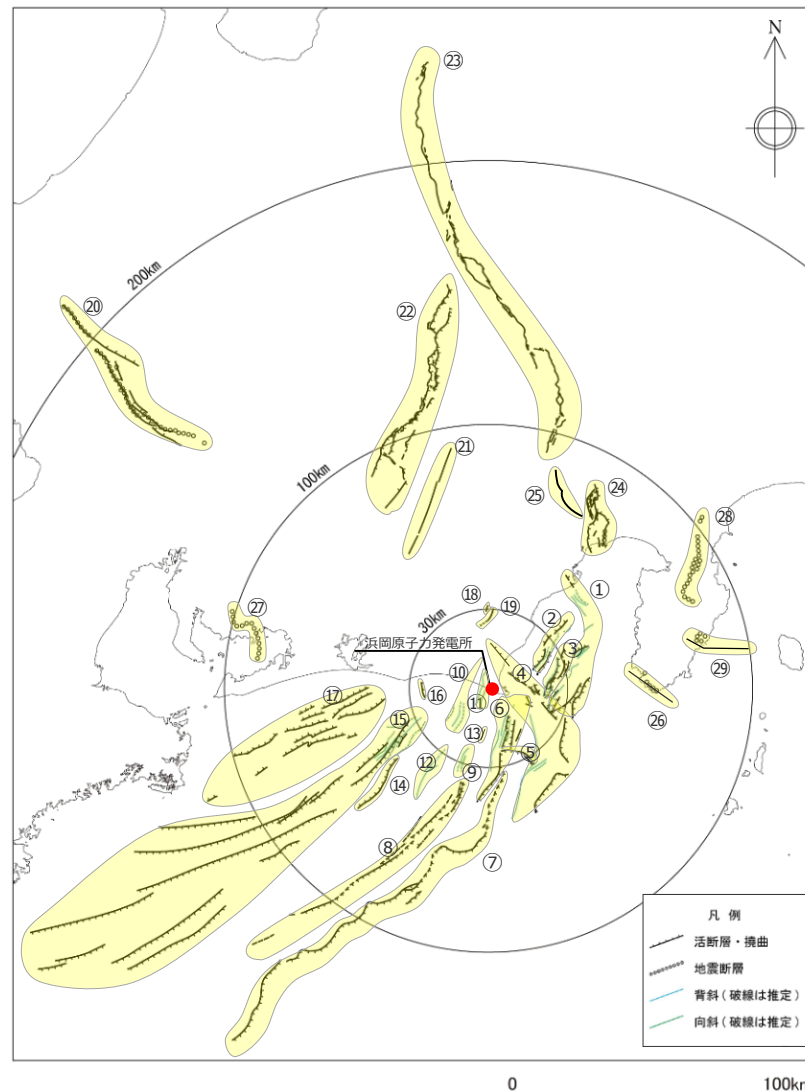 N
㉓
200km
⑳
㉒
100km
㉑
㉕
㉔
㉘
①
⑱
⑲
30km
②
㉗
浜岡原子力発電所
③
㉙
⑩
④
⑯
⑪
⑰
⑥
㉖
⑮
⑬
⑤
⑫
⑨
⑭
⑧
⑦
凡 例
活断層・撓曲
地震断層
背斜(破線は推定)
向斜(破線は推定)
0
100km